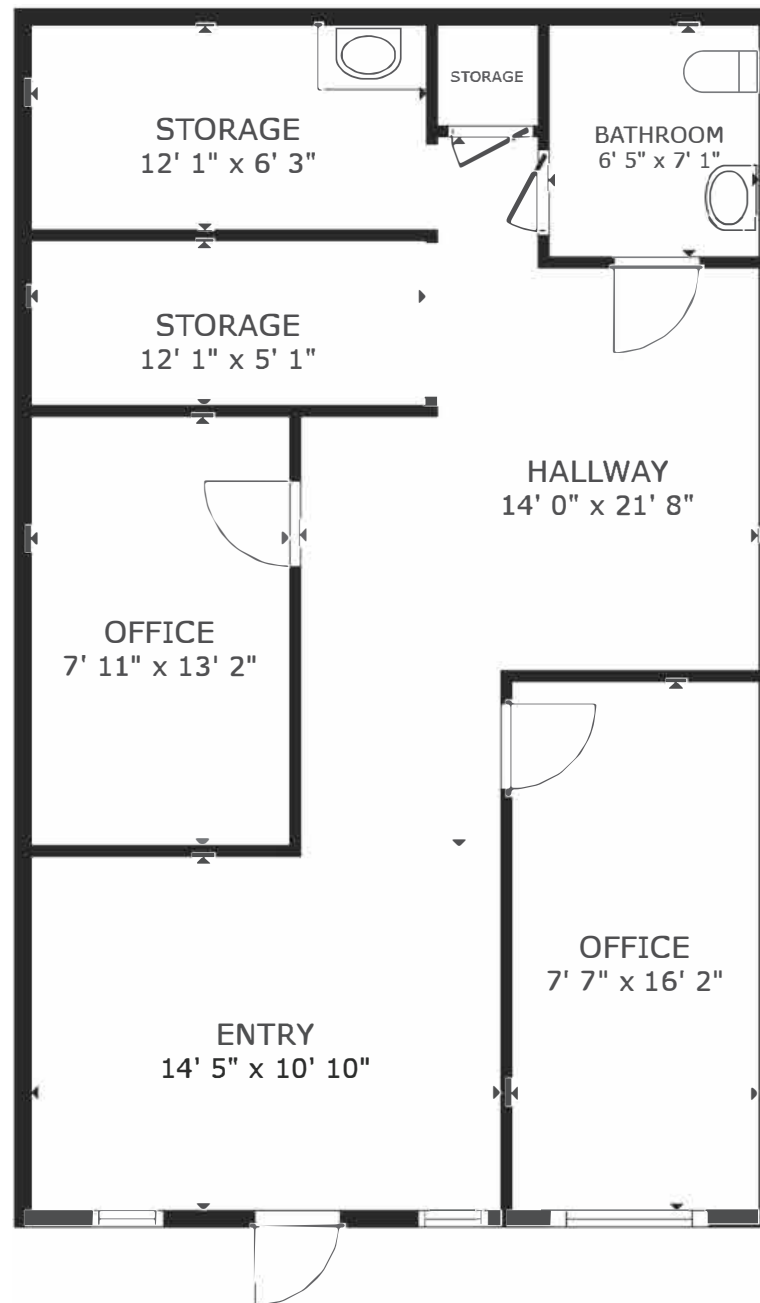 STORAGE
12' 1" x 6' 3"
STORAGE
BATHROOM
6' 5" x 7' 1"
STORAGE
12' 1" x 5' 1"
HALLWAY
14' 0" x 21' 8"
OFFICE
7' 11" x 13' 2"
OFFICE
7' 7" x 16' 2"
ENTRY
14' 5" x 10' 10"